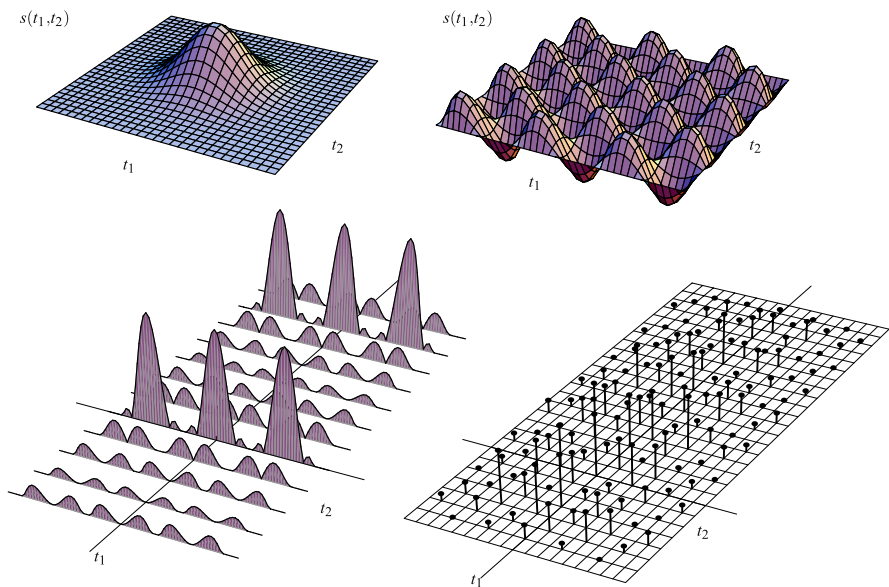 s(t₁,t₂)
s(t₁,t₂)
t₁
t₂
t₁
t₂
t₁
t₂
t₁
t₂